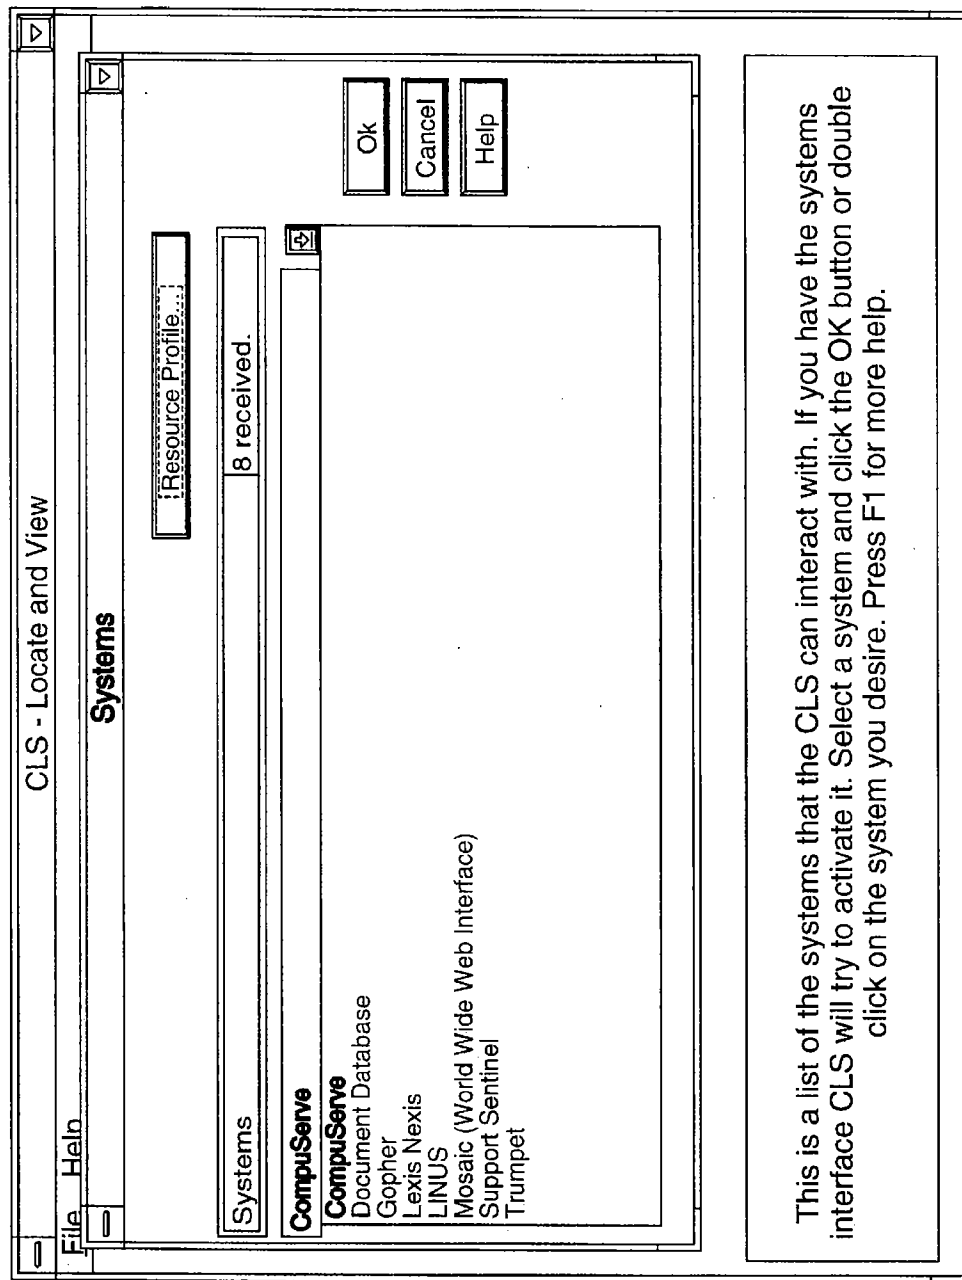 CLS - Locate and View
File Help
Systems
Resource Profile...
Systems
8 received.
CompuServe
CompuServe
Document Database
Gopher
Lexis Nexis
LINUS
Mosaic (World Wide Web Interface)
Support Sentinel
Trumpet
Ok
Cancel
Help
This is a list of the systems that the CLS can interact with. If you have the systems
interface CLS will try to activate it. Select a system and click the OK button or double
click on the system you desire. Press F1 for more help.